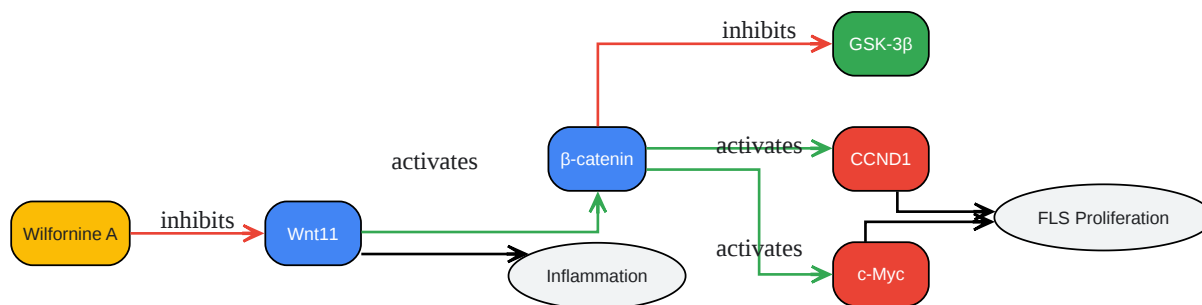 inhibits
GSK-3β
activates
β-catenin
activates
CCND1
Wilfornine A
inhibits
Wnt11
FLS Proliferation
activates
Inflammation
c-Myc